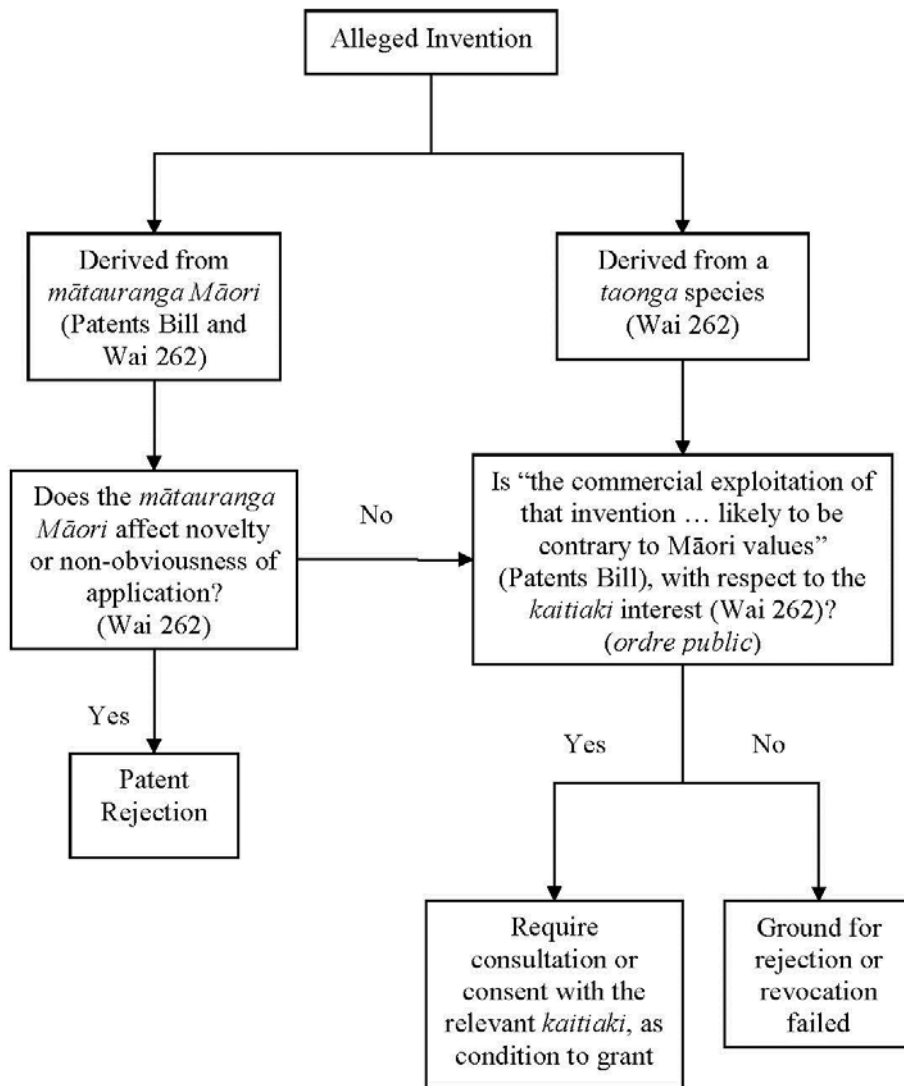 Alleged Invention
Derived from
mātauranga Māori
(Patents Bill and
Wai 262)
Derived from a
taonga species
(Wai 262)
Does the mātauranga
Māori affect novelty
or non-obviousness of
application?
(Wai 262)
No
Is “the commercial exploitation of
that invention … likely to be
contrary to Māori values”
(Patents Bill), with respect to the
kaitiaki interest (Wai 262)?
(ordre public)
Yes
Patent
Rejection
Yes
No
Require
consultation or
consent with the
relevant kaitiaki, as
condition to grant
Ground for
rejection or
revocation
failed